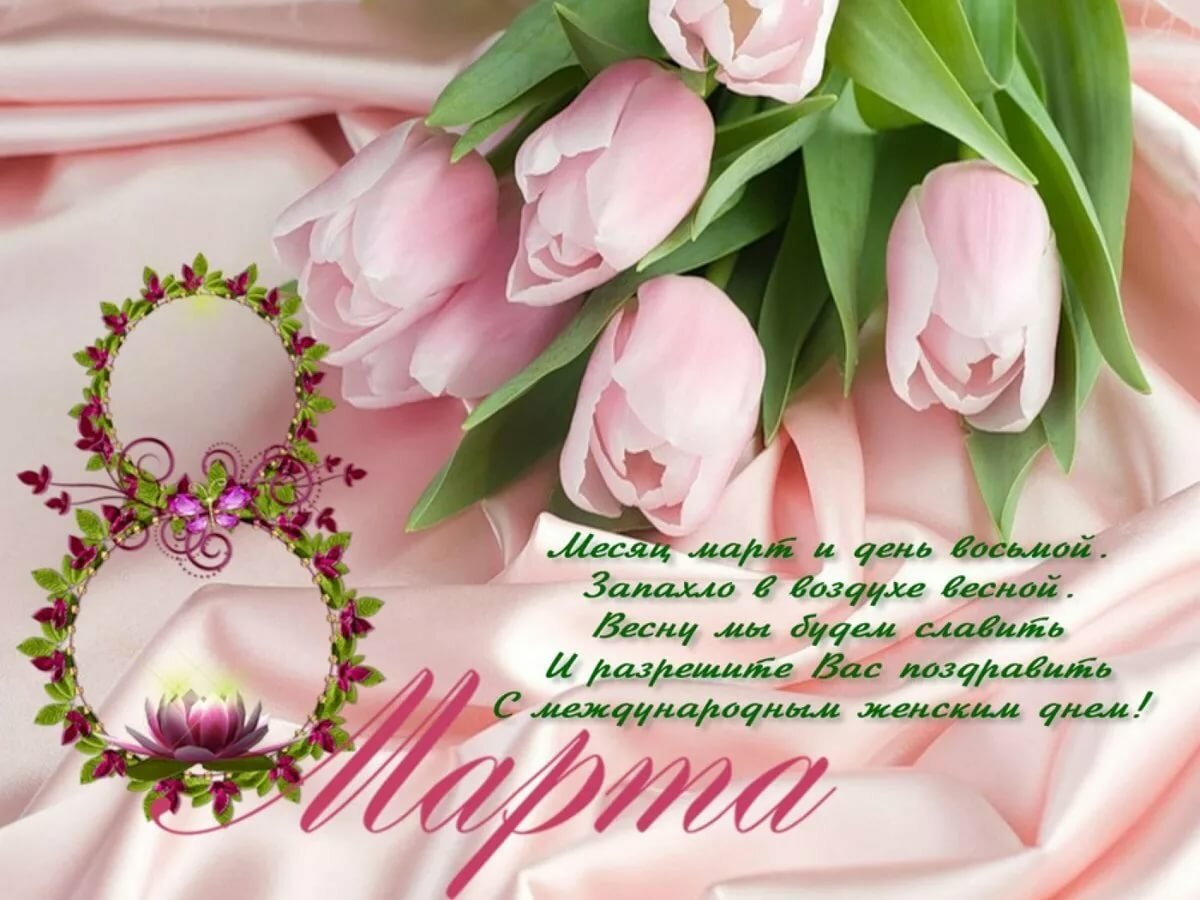 Месяц март и день восьмой.
Запахло в воздухе весной.
Весну мы будем славить
И разрешите Вас поздравить
С международным женским днем!
8 Марта